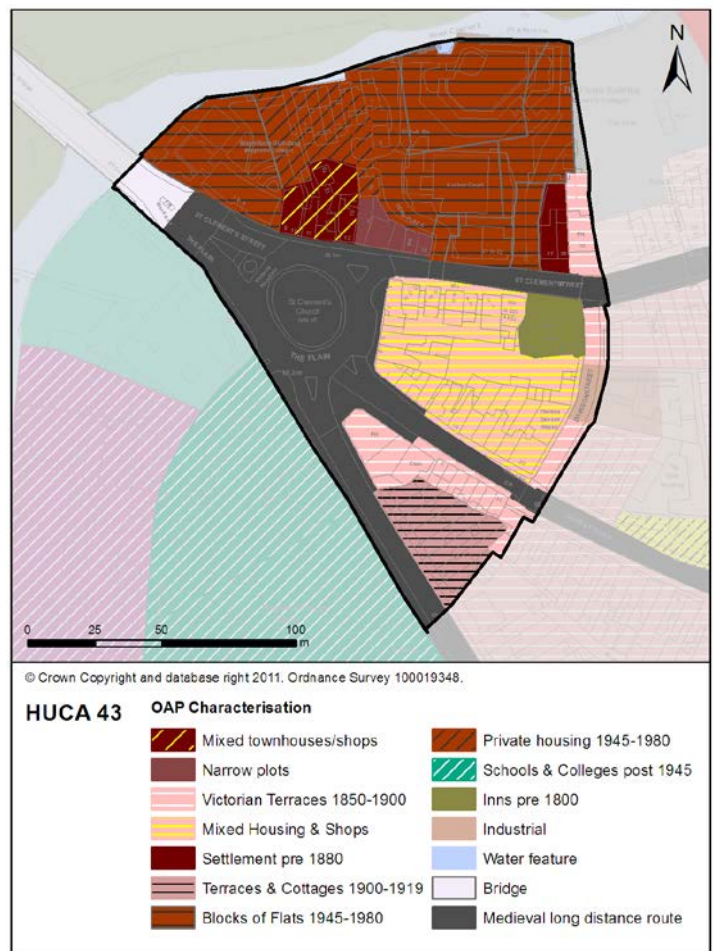 N
ST CLEMENT'S STREET
THE PLAIN
St Clement's
Church
THE PLAIN
ST CLEMENT'S STREET
0 25 50 100
m
© Crown Copyright and database right 2011. Ordnance Survey 100019348.
HUCA 43 OAP Characterisation
Mixed townhouses/shops
Narrow plots
Victorian Terraces 1850-1900
Mixed Housing & Shops
Settlement pre 1880
Terraces & Cottages 1900-1919
Blocks of Flats 1945-1980
Private housing 1945-1980
Schools & Colleges post 1945
Inns pre 1800
Industrial
Water feature
Bridge
Medieval long distance route